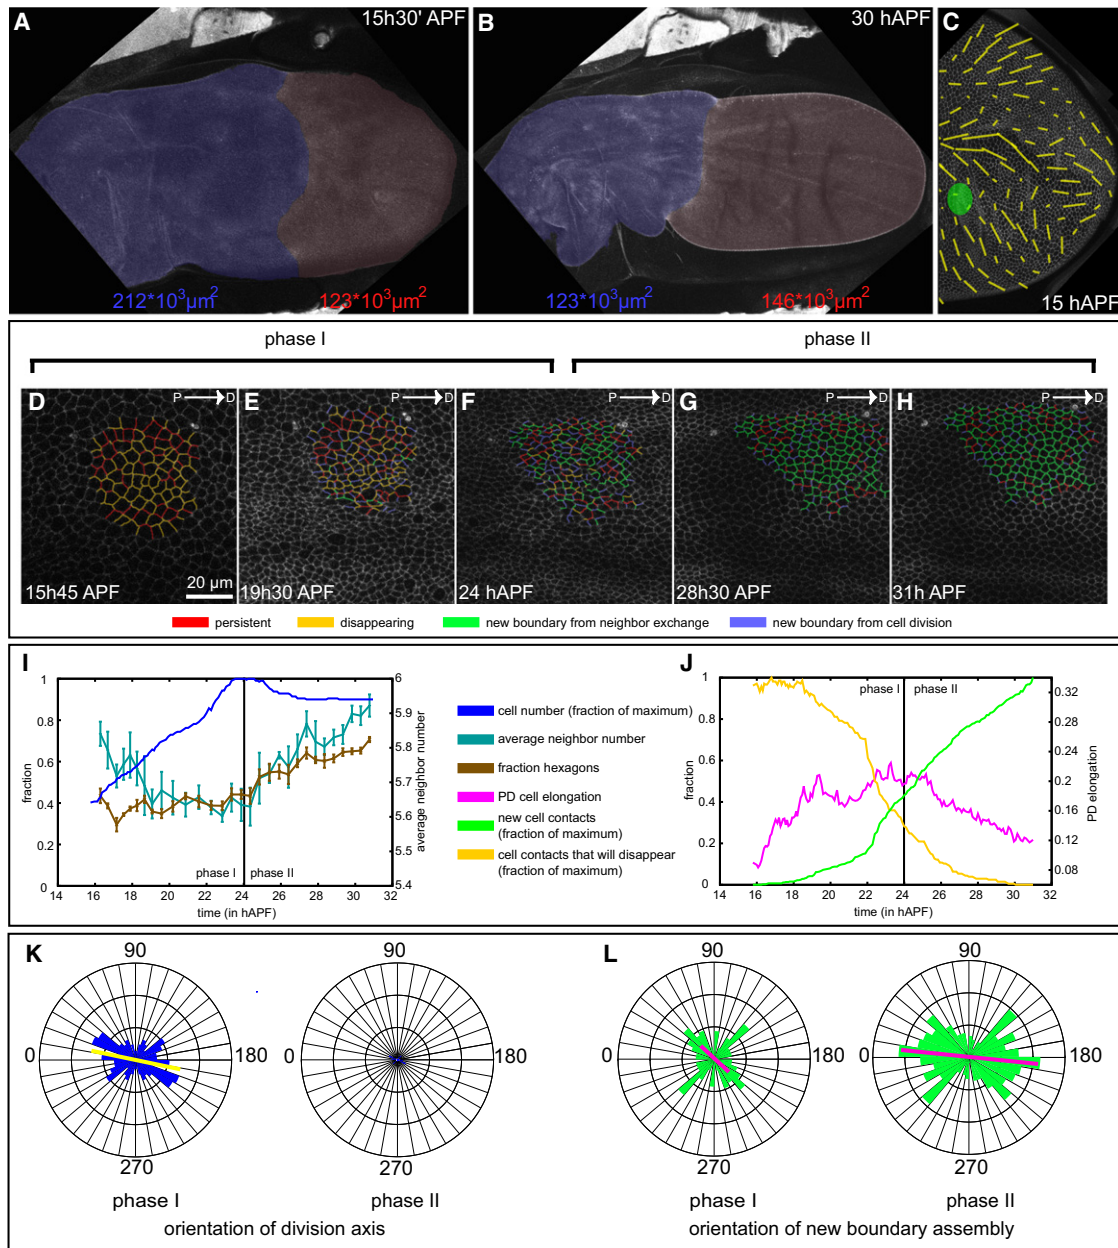 A
15h30' APF
B
30 hAPF
C
212*10³µm²
123*10³µm²
123*10³µm²
146*10³µm²
15 hAPF
phase I
phase II
D
P
D
E
P
D
F
P
D
G
P
D
H
P
D
15h45 APF
20 µm
19h30 APF
24 hAPF
28h30 APF
31h APF
persistent
disappearing
new boundary from neighbor exchange
new boundary from cell division
I
1
0.8
0.6
0.4
0.2
0
fraction
6
5.9
5.8
5.7
5.6
5.5
5.4
average neighbor number
phase I
phase II
14 16 18 20 22 24 26 28 30 32
time (in hAPF)
cell number (fraction of maximum)
average neighbor number
fraction hexagons
PD cell elongation
new cell contacts
(fraction of maximum)
cell contacts that will disappear
(fraction of maximum)
J
1
0.8
0.6
0.4
0.2
0
fraction
phase I
phase II
0.32
0.28
0.24
0.20
0.16
0.12
0.08
PD elongation
14 16 18 20 22 24 26 28 30 32
time (in hAPF)
K
90
0
180
270
phase I
90
0
180
270
phase II
orientation of division axis
L
90
0
180
270
phase I
90
0
180
270
phase II
orientation of new boundary assembly